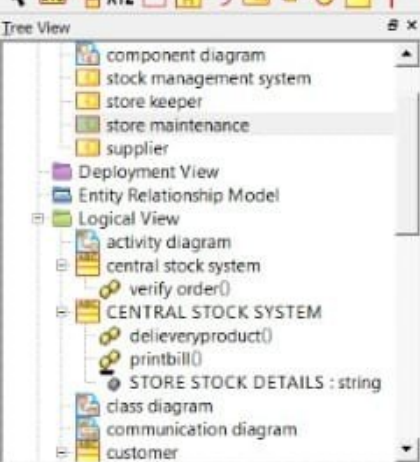 Tree View
component diagram
stock management system
store keeper
store maintenance
supplier
Deployment View
Entity Relationship Model
Logical View
activity diagram
central stock system
verify order()
CENTRAL STOCK SYSTEM
delieveryproduct()
printbill()
STORE STOCK DETAILS : string
class diagram
communication diagram
customer